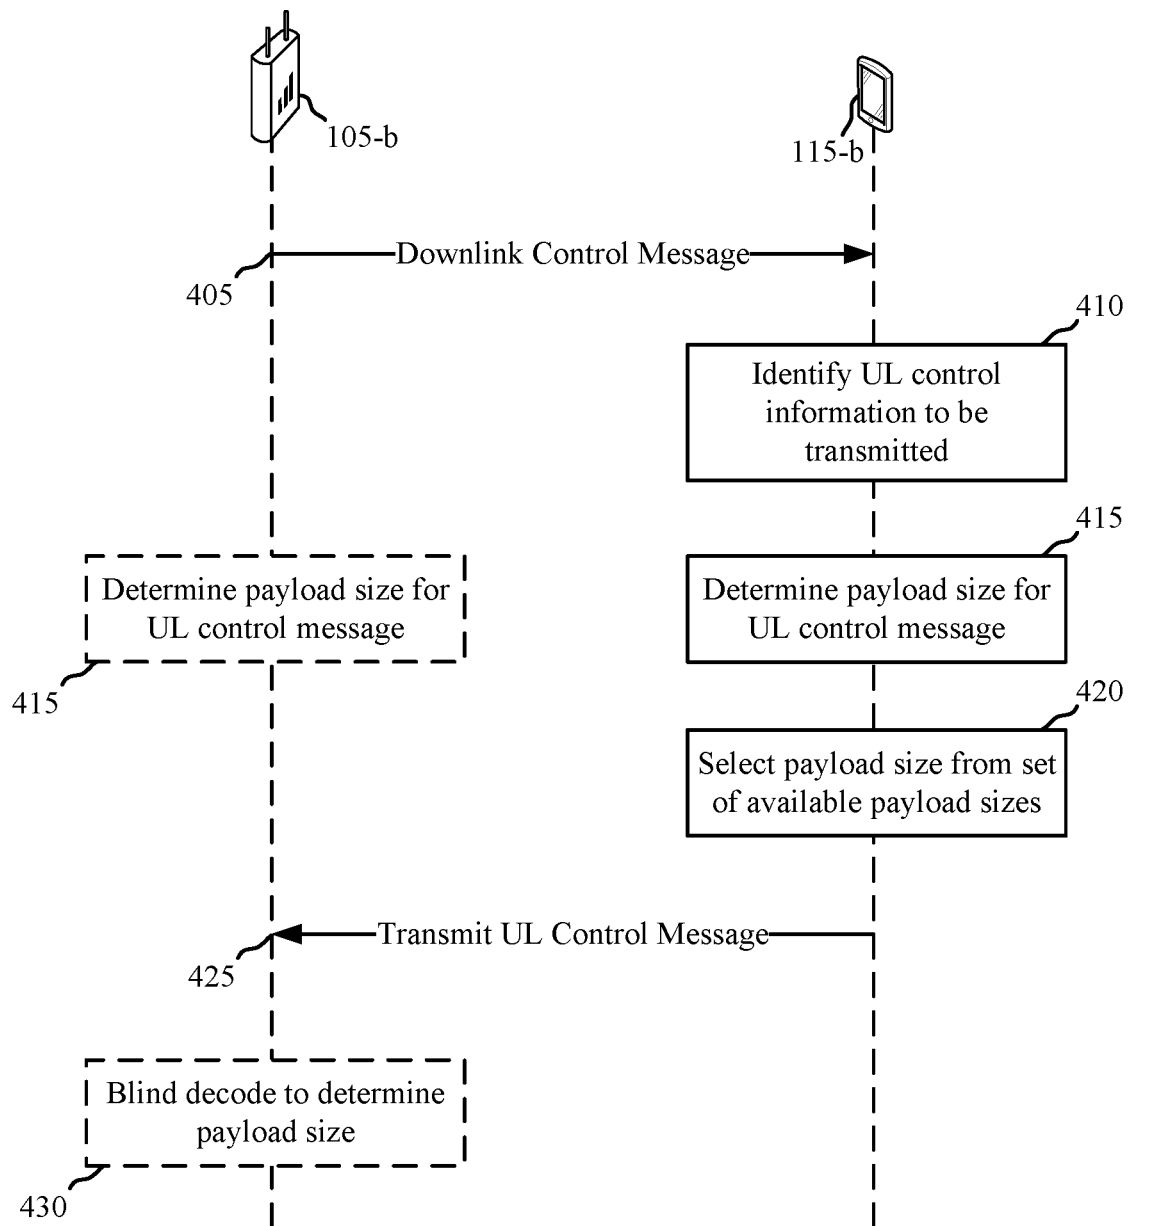 105-b
115-b
Downlink Control Message
405
410
Identify UL control
information to be
transmitted
415
Determine payload size for
UL control message
415
Determine payload size for
UL control message
420
Select payload size from set
of available payload sizes
Transmit UL Control Message
425
Blind decode to determine
payload size
430